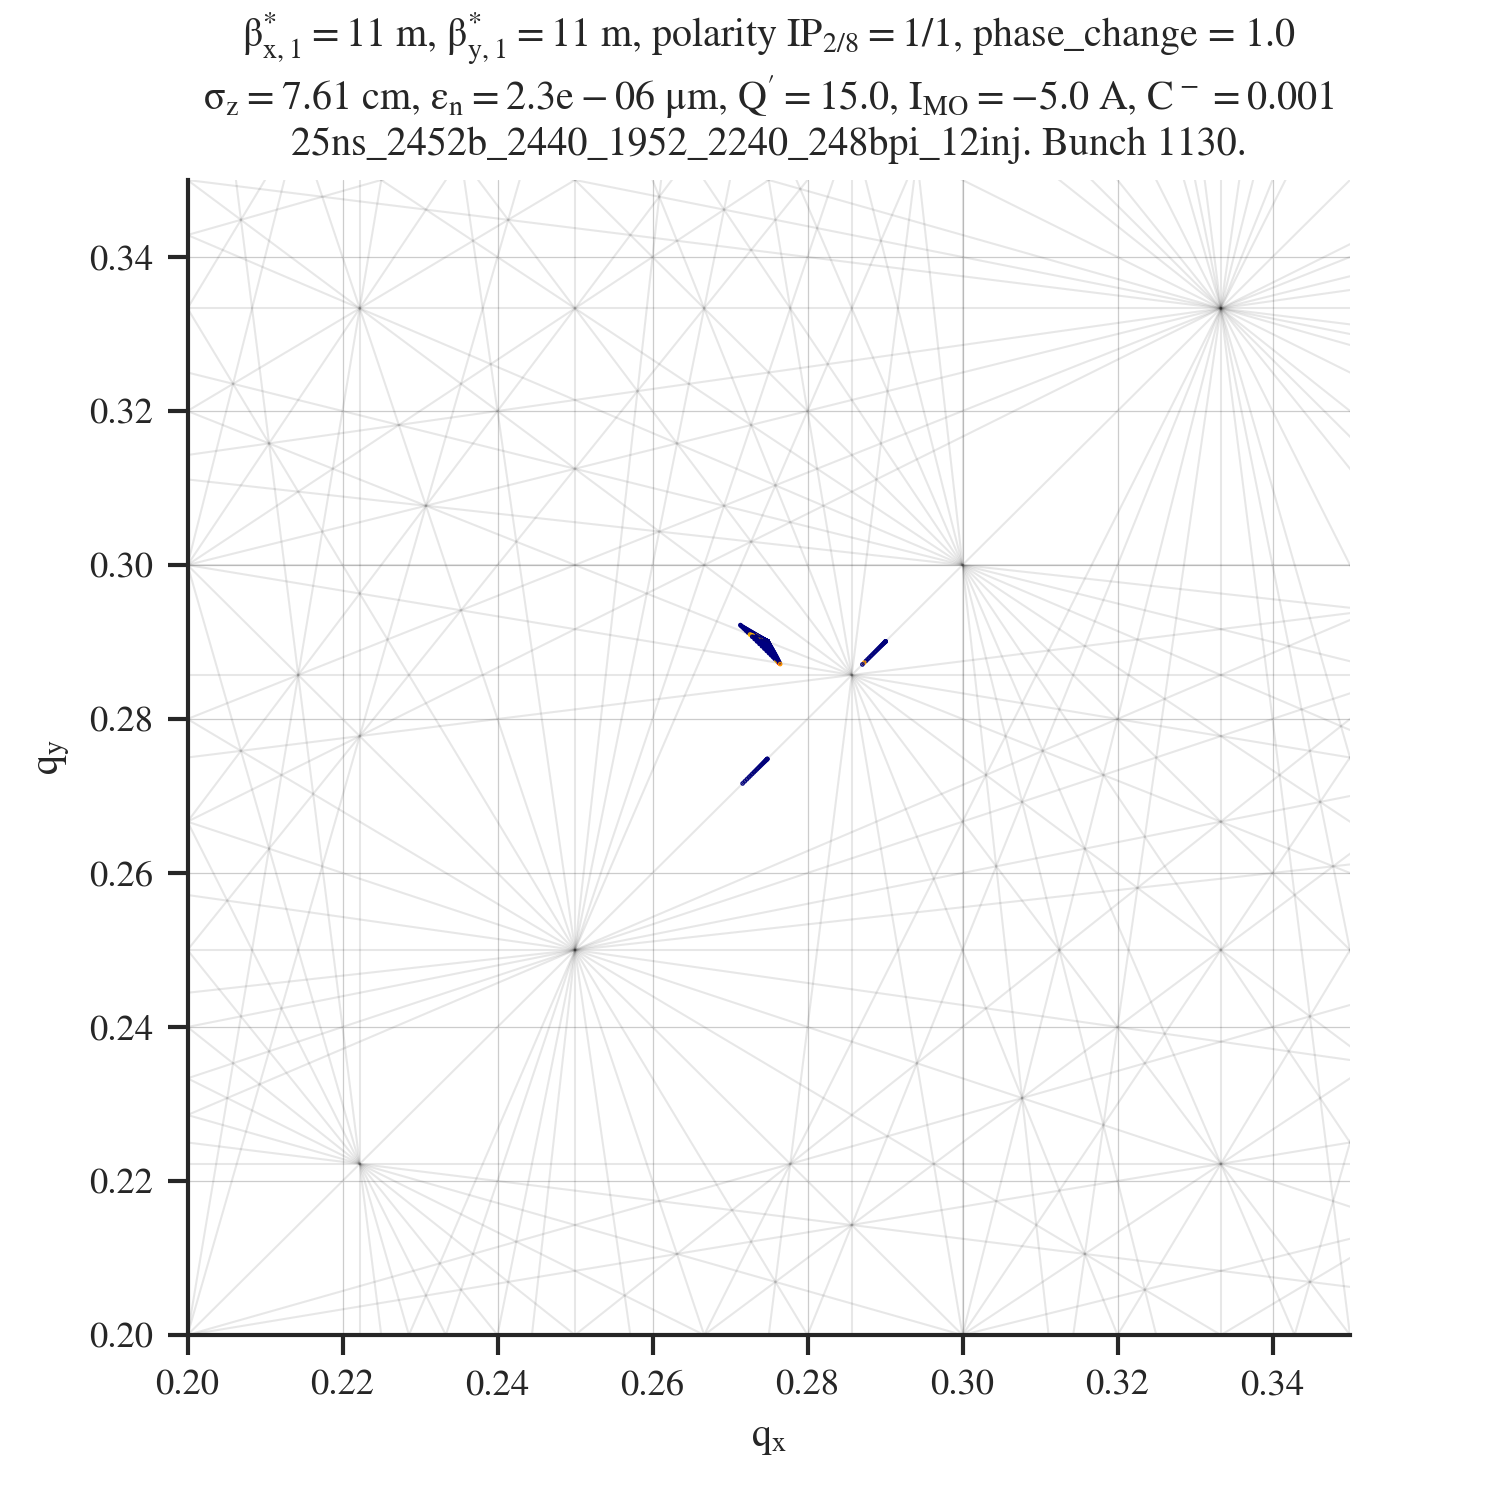 β*x, 1 = 11 m, β*y, 1 = 11 m, polarity IP2/8 = 1/1, phase_change = 1.0
σz = 7.61 cm, εn = 2.3e − 06 μm, Q′ = 15.0, IMO = −5.0 A, C− = 0.001
25ns_2452b_2440_1952_2240_248bpi_12inj. Bunch 1130.
0.34
0.32
0.30
0.28
0.26
0.24
0.22
0.20
qy
0.20 0.22 0.24 0.26 0.28 0.30 0.32 0.34
qx